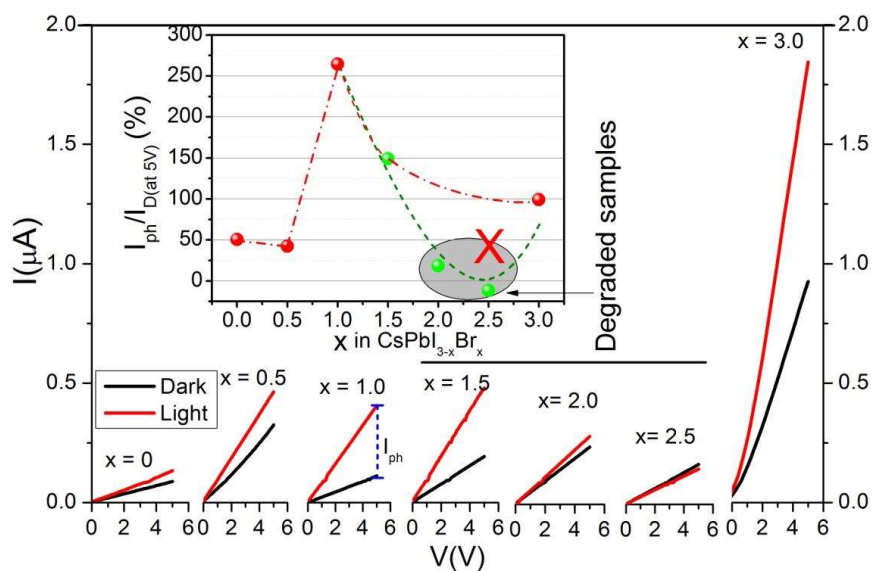 2.0
1.5
1.0
0.5
0.0
I(μA)
300
250
200
150
100
50
0
I_ph/I_D(at 5V) (%)
0.0 0.5 1.0 1.5 2.0 2.5 3.0
x in CsPbI_3-xBr_x
X
Degraded samples
x = 3.0
2.0
1.5
1.0
0.5
0.0
Dark
Light
x = 0
x = 0.5
x = 1.0
I_ph
x = 1.5
x= 2.0
x= 2.5
0 2 4 6 0 2 4 6 0 2 4 6 0 2 4 6 0 2 4 6 0 2 4 6 0 2 4 6
V(V)